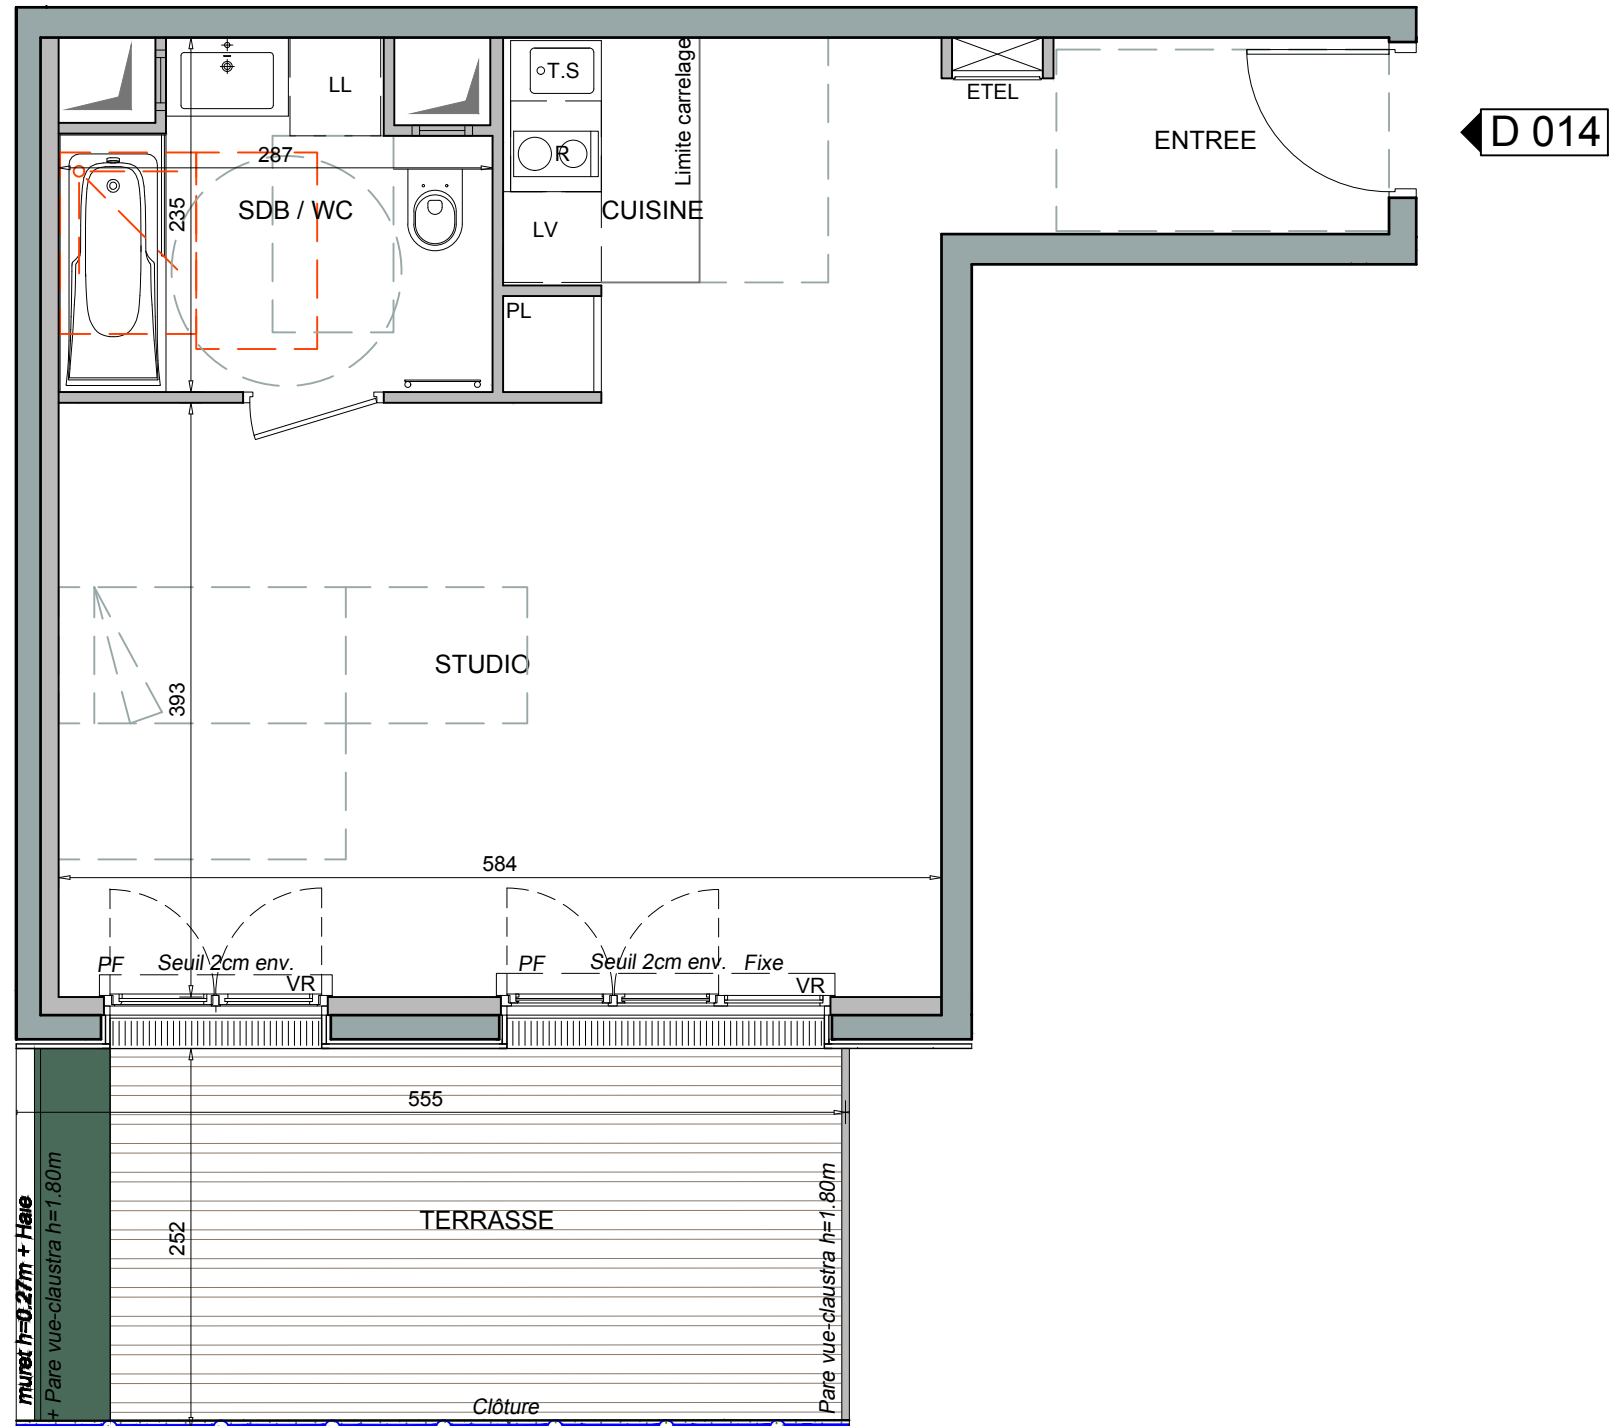 LL
T.S
Limite carrelage
ETEL
ENTREE
D 014
287
R
SDB / WC
235
CUISINE
LV
PL
STUDIO
393
584
PF
Seuil 2cm env.
VR
PF
Seuil 2cm env.
Fixe
VR
555
muret h=0.27m + Haie
+ Pare vue-claustra h=1.80m
252
TERRASSE
Pare vue-claustra h=1.80m
Clôture